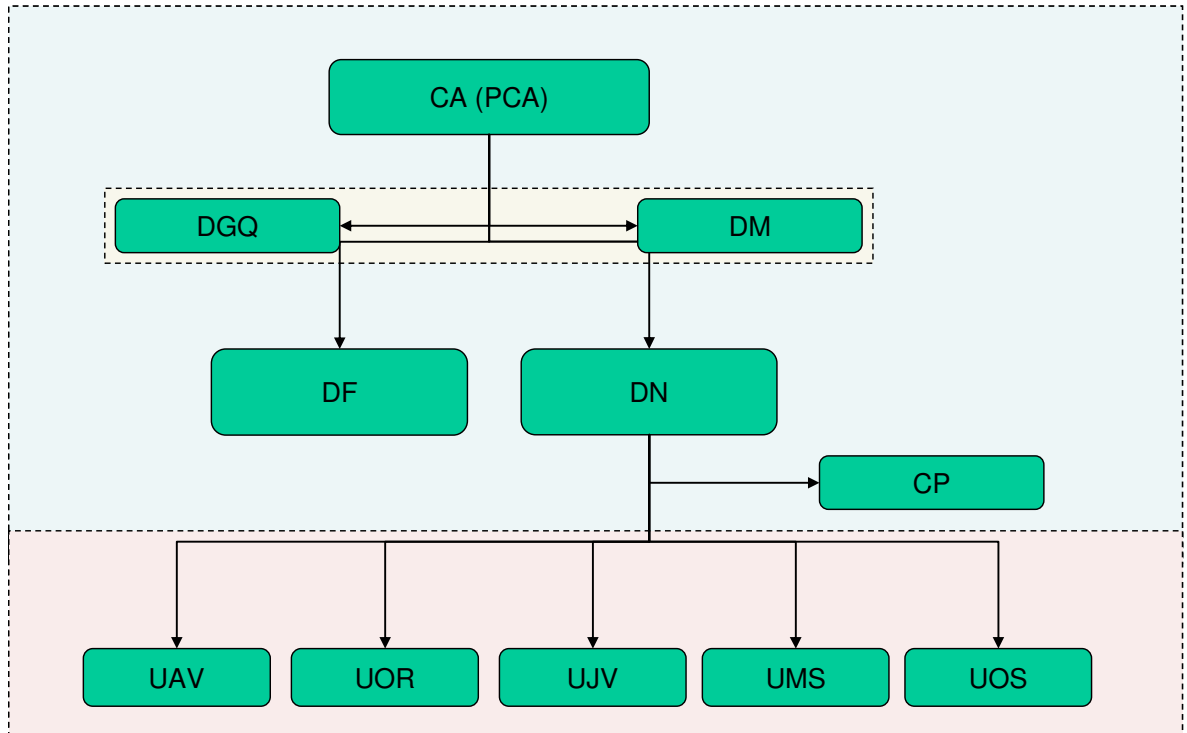 CA (PCA)
DGQ
DM
DF
DN
CP
UAV
UOR
UJV
UMS
UOS